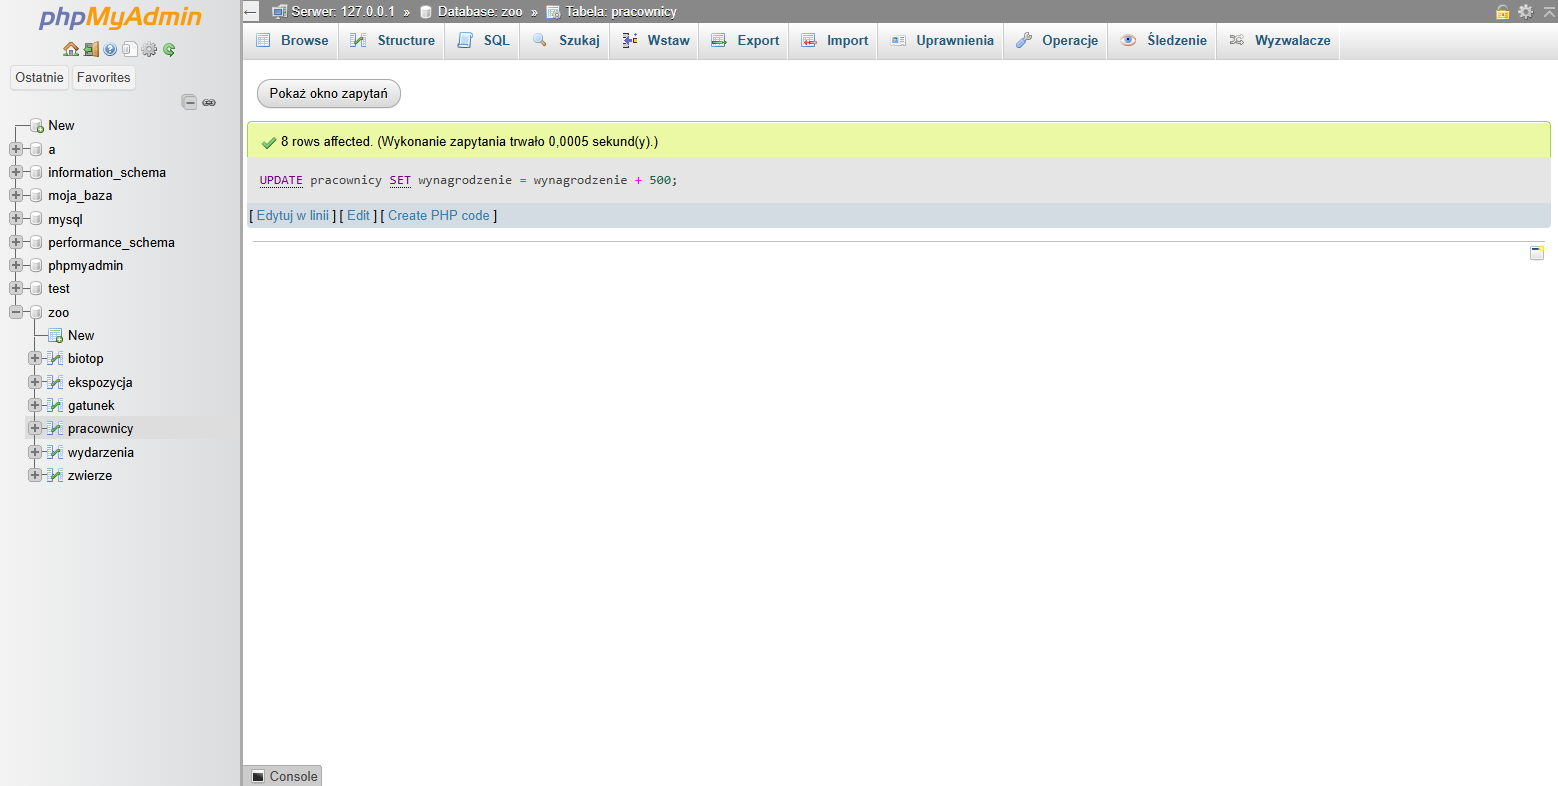 phpMyAdmin
Ostatnie Favorites
New
a
information_schema
moja_baza
mysql
performance_schema
phpmyadmin
test
zoo
New
biotop
ekspozycja
gatunek
pracownicy
wydarzenia
zwierze
Serwer: 127.0.0.1 » Database: zoo » Tabela: pracownicy
Browse Structure SQL Szukaj Wstaw Export Import Uprawnienia Operacje Śledzenie Wyzwalacze
Pokaż okno zapytań
8 rows affected. (Wykonanie zapytania trwało 0,0005 sekund(y).)
UPDATE pracownicy SET wynagrodzenie = wynagrodzenie + 500;
[ Edytuj w linii ] [ Edit ] [ Create PHP code ]
Console